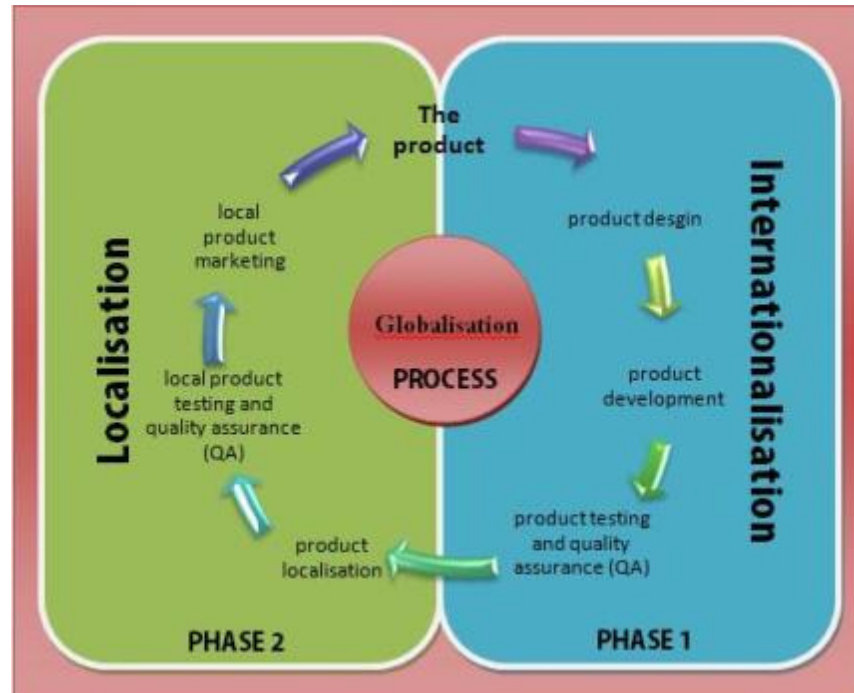 The
product
product desgin
product
development
product testing
and quality
assurance (QA)
product
localisation
local product
testing and
quality assurance
(QA)
local
product
marketing
Globalisation
PROCESS
Localisation
Internationalisation
PHASE 2
PHASE 1